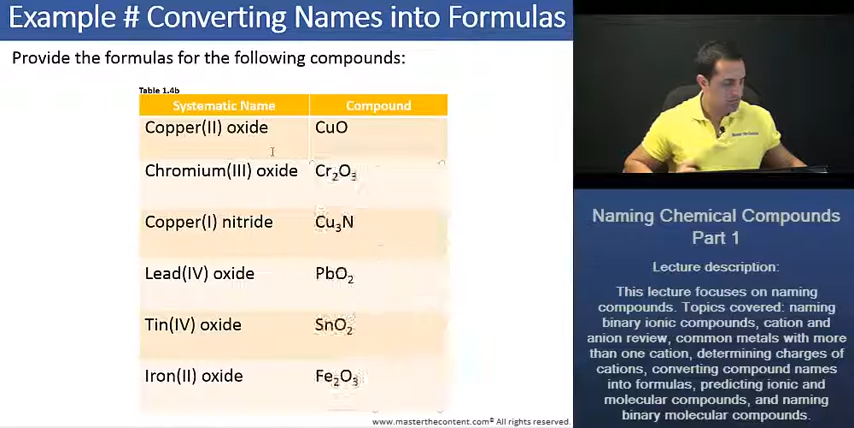 Example # Converting Names into Formulas
Provide the formulas for the following compounds:
Table 1.4b
Systematic Name Compound
Copper(II) oxide CuO
Chromium(III) oxide Cr₂O₃
Copper(I) nitride Cu₃N
Lead(IV) oxide PbO₂
Tin(IV) oxide SnO₂
Iron(II) oxide Fe₂O₃
www.masterthecontent.com© All rights reserved.
Naming Chemical Compounds
Part 1
Lecture description:
This lecture focuses on naming
compounds. Topics covered: naming
binary ionic compounds, cation and
anion review, common metals with more
than one cation, determining charges of
cations, converting compound names
into formulas, predicting ionic and
molecular compounds, and naming
binary molecular compounds.